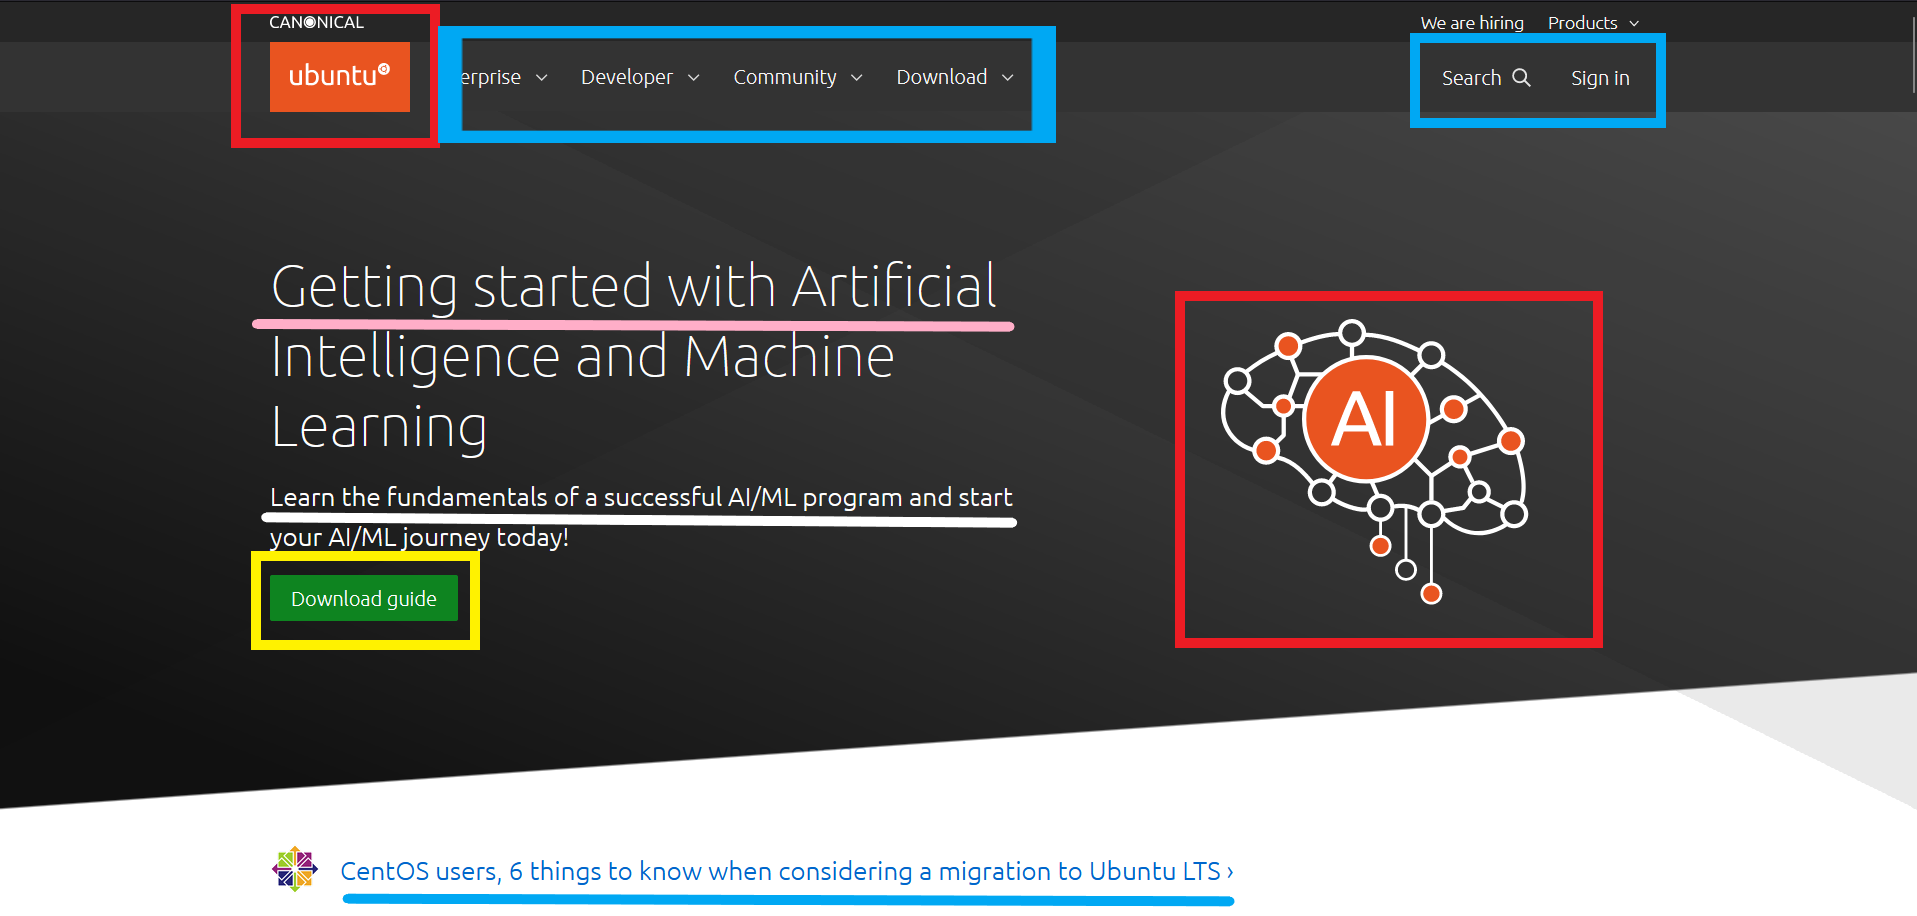 CANONICAL
We are hiring Products
ubuntu
erprise Developer Community Download
Search Sign in
Getting started with Artificial
Intelligence and Machine
Learning
AI
Learn the fundamentals of a successful AI/ML program and start
your AI/ML journey today!
Download guide
CentOS users, 6 things to know when considering a migration to Ubuntu LTS ›